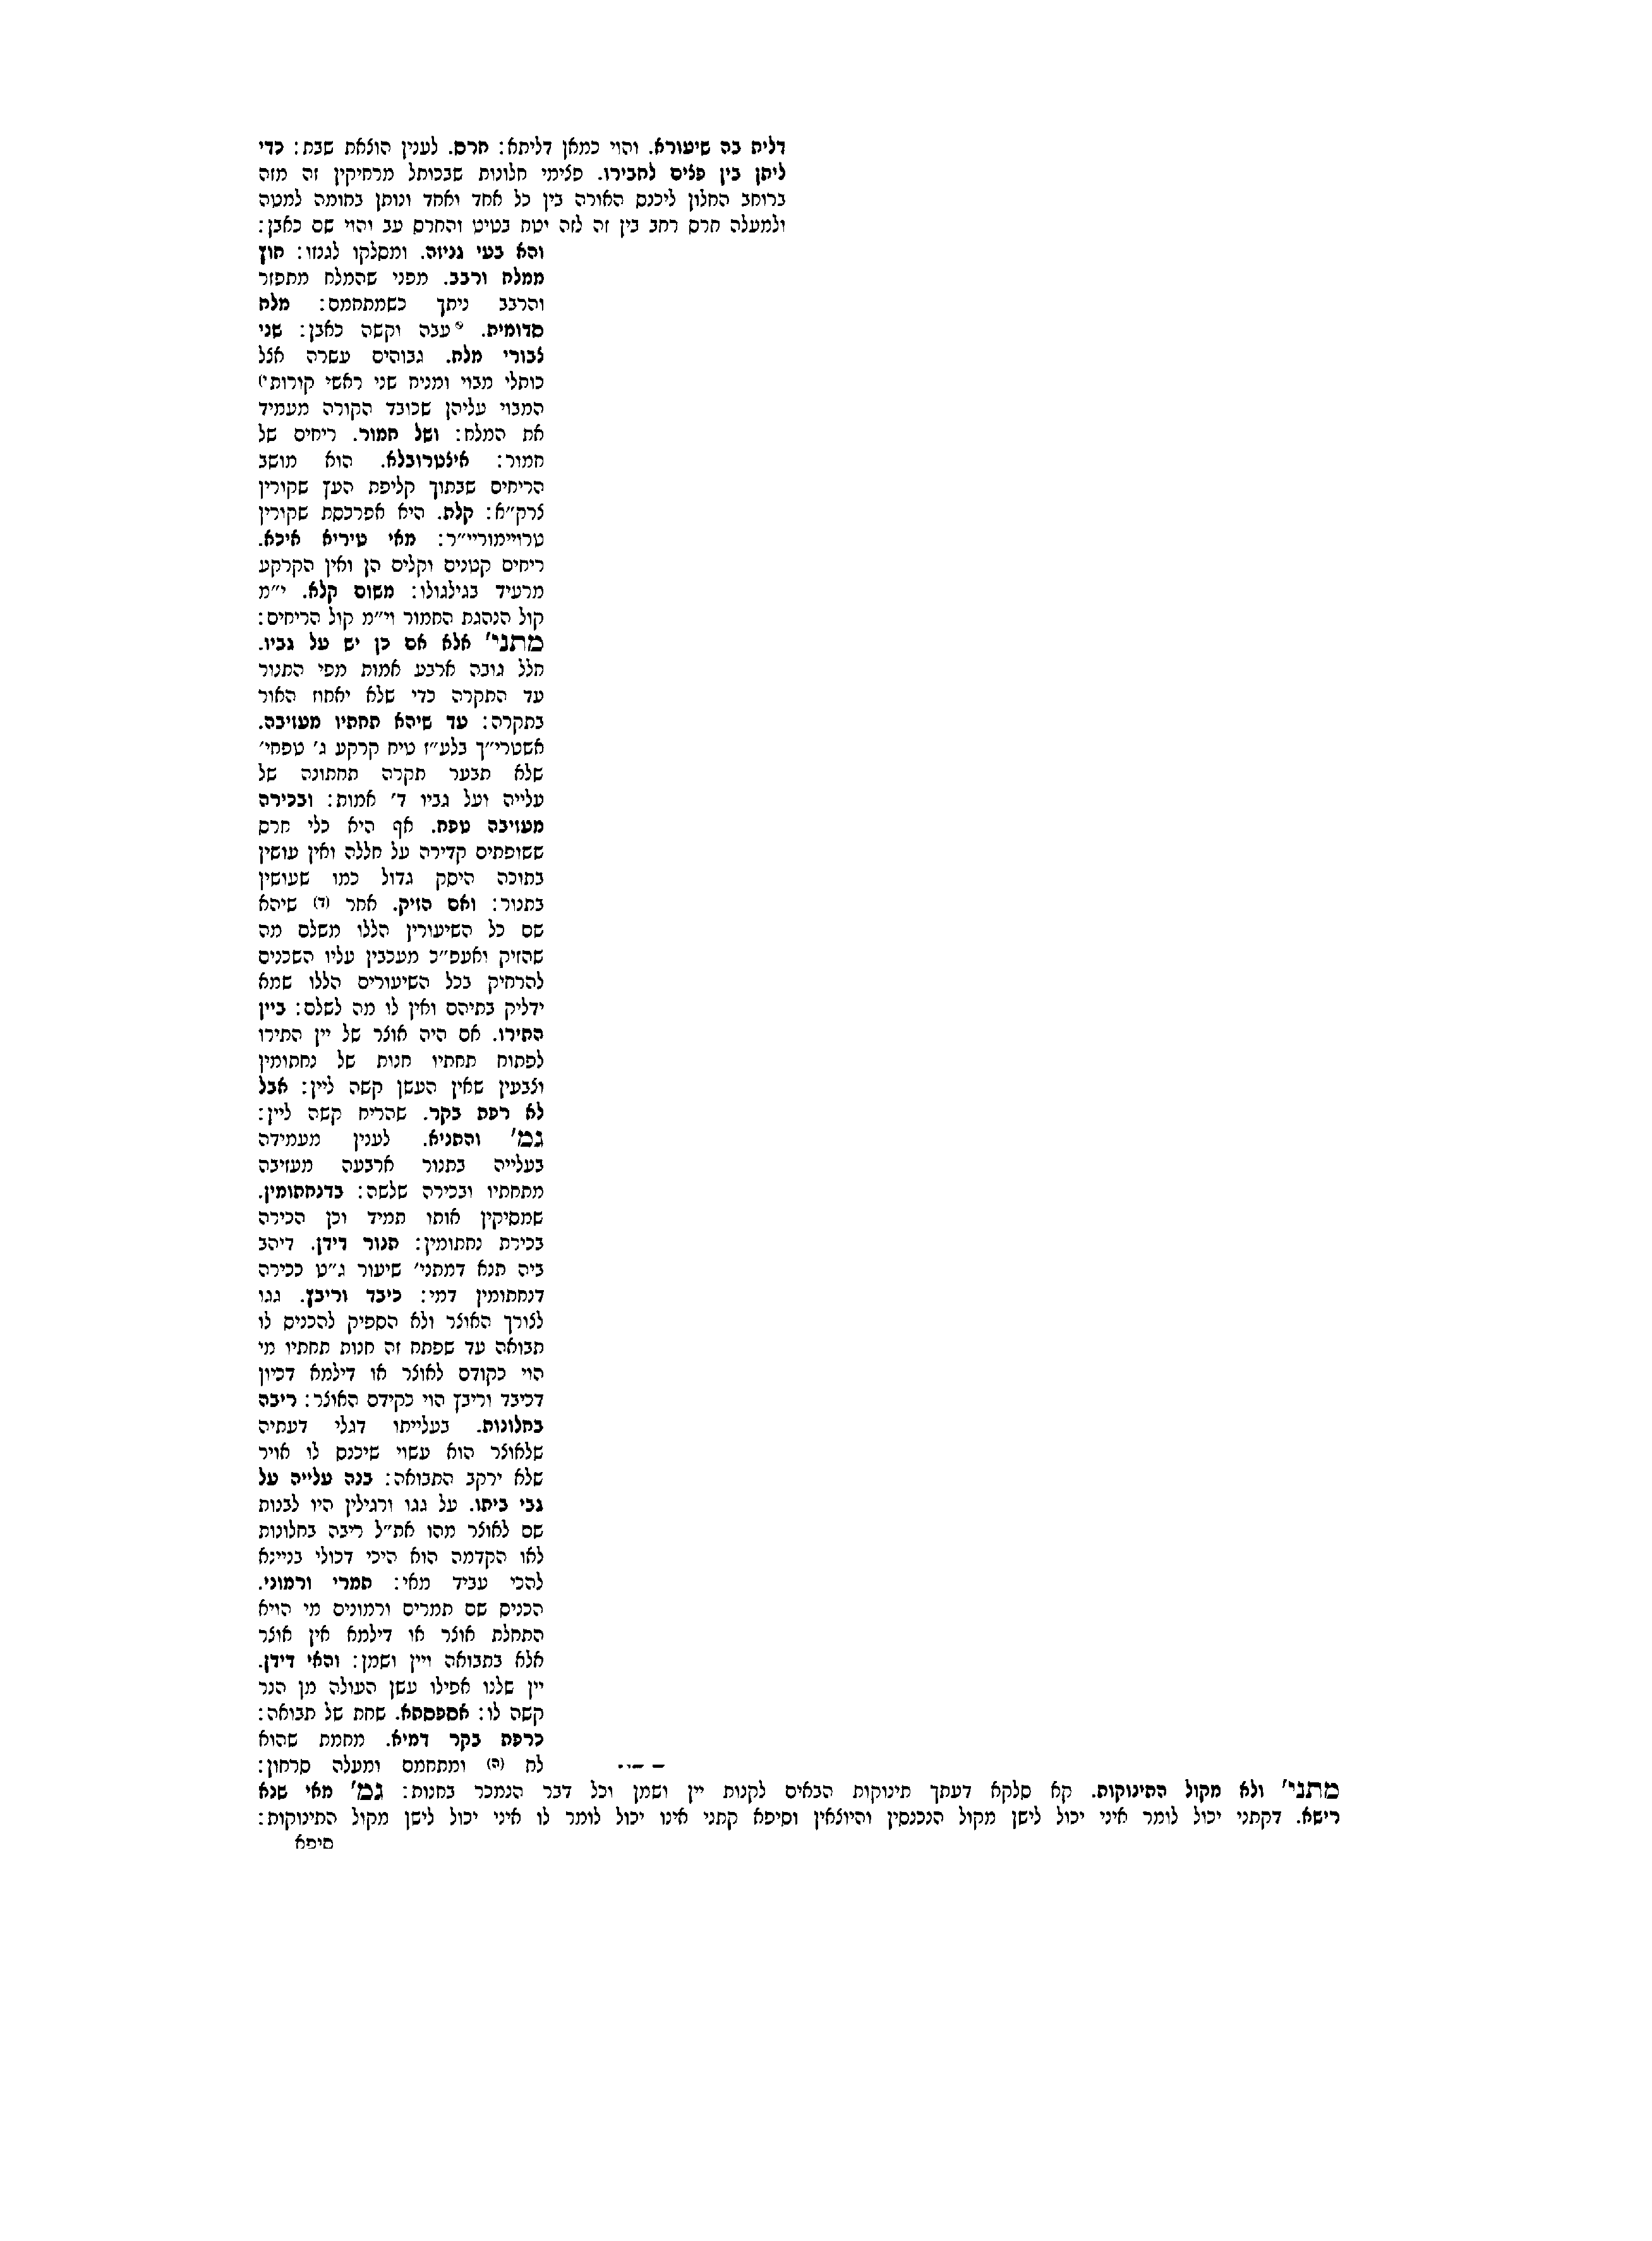 דלית בה שיעורא. והוי כמאן דליתא: חרס. לענין הוצאת שבת: כדי
ליתן בין פצים לחבירו. פצימי חלונות שבכותל מרחיקין זה מזה
ברוחב החלון ליכנס האורה בין כל אחד ואחד ונותן בחומה למטה
ולמעלה חרס רחב בין זה לזה וטח בטיט והחרס עב והוי שם כאבן:
והא בעי גניזה. ומסלקו לגנזו: חוץ
ממלח ורבב. מפני שהמלח מתפזר
והרבב ניתך כשמתחמם: מלח
סדומית. עבה וקשה כאבן: שני
צבורי מלח. גבוהים עשרה אצל
כותלי מבוי ומניח שני ראשי קורות י)
המבוי עליהן שכובד הקורה מעמיד
את המלח: ושל חמור. ריחים של
חמור: איצטרובלא. הוא מושב
הריחים שבתוך קליפת העץ שקורין
צרק״א: קלת. היא אפרכסת שקורין
טרויימוריי״ר: מאי טיריא איכא.
ריחים קטנים וקלים הן ואין הקרקע
מרעיד בגילגולו: משום קלא. י״מ
קול הנהגת החמור וי״מ קול הריחים:
מתני׳ אלא אם כן יש על גביו.
חלל גובה ארבע אמות מפי התנור
עד התקרה כדי שלא יאחוז האור
בתקרה: עד שיהא תחתיו מעזיבה.
אשטרי״ך בלע״ז טיח קרקע ג׳ טפחי׳
שלא תבער תקרה תחתונה של
עלייה ועל גביו ד׳ אמות: ובכירה
מעזיבה טפח. אף היא כלי חרס
ששופתים קדירה על חללה ואין עושין
בתוכה היסק גדול כמו שעושין
בתנור: ואם הזיק. אחר (ד) שיהא
שם כל השיעורין הללו משלם מה
שהזיק ואעפ״כ מעכבין עליו השכנים
להרחיק בכל השיעורים הללו שמא
ידליק בתיהם ואין לו מה לשלם: ביין
התירו. אם היה אוצר של יין התירו
לפתוח תחתיו חנות של נחתומין
וצבעין שאין העשן קשה ליין: אבל
לא רפת בקר. שהריח קשה ליין:
גמ׳ והתניא. לענין מעמידה
בעלייה בתנור ארבעה מעזיבה
מתחתיו ובכירה שלשה: בדנחתומין.
שמסיקין אותו תמיד וכן הכירה
בכירת נחתומין: תנור דידן. דיהב
ביה תנא דמתני׳ שיעור ג״ט ככירה
דנחתומין דמי: כיבד וריבץ. גגו
לצורך האוצר ולא הספיק להכניס לו
תבואה עד שפתח זה חנות תחתיו מי
הוי כקודם לאוצר או דילמא דכיון
דכיבד וריבץ הוי כקידם האוצר: ריבה
בחלונות. בעלייתו דגלי דעתיה
שלאוצר הוא עשוי שיכנס לו אויר
שלא ירקב התבואה: בנה עלייה על
גבי ביתו. על גגו ורגילין היו לבנות
שם לאוצר מהו את״ל ריבה בחלונות
לאו הקדמה הוא היכי דכולי בניינא
להכי עביד מאי: תמרי ורמוני.
הכניס שם תמרים ורמונים מי הויא
התחלת אוצר או דילמא אין אוצר
אלא בתבואה ויין ושמן: והאי דידן.
יין שלנו אפילו עשן העולה מן הנר
קשה לו: אספסתא. שחת של תבואה:
כרפת בקר דמיא. מחמת שהוא
לח (ה) ומתחמם ומעלה סרחון:
מתני׳ ולא מקול התינוקות. קא סלקא דעתך תינוקות הבאים לקנות יין ושמן וכל דבר הנמכר בחנות: גמ׳ מאי שנא
רישא. דקתני יכול לומר איני יכול לישן מקול הנכנסין והיוצאין וסיפא קתני אינו יכול לומר לו איני יכול לישן מקול התינוקות:
סיפא